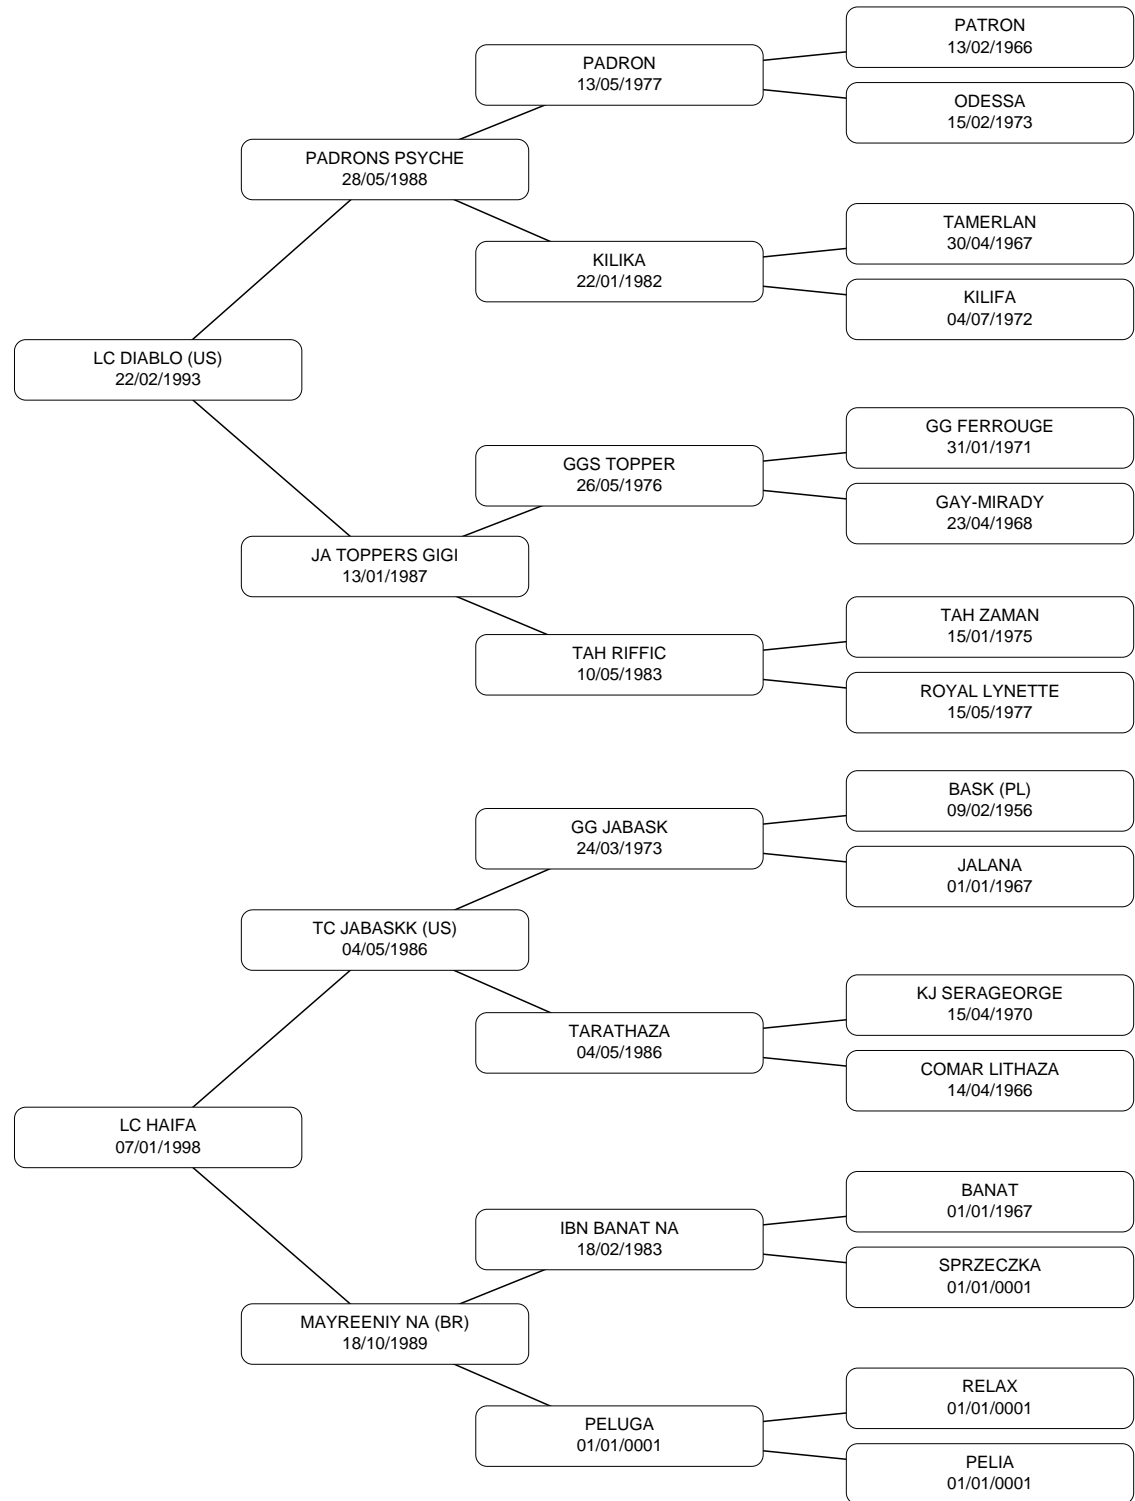 PATRON
13/02/1966
PADRON
13/05/1977
ODESSA
15/02/1973
PADRONS PSYCHE
28/05/1988
TAMERLAN
30/04/1967
KILIKA
22/01/1982
KILIFA
04/07/1972
LC DIABLO (US)
22/02/1993
GG FERROUGE
31/01/1971
GGS TOPPER
26/05/1976
GAY-MIRADY
23/04/1968
JA TOPPERS GIGI
13/01/1987
TAH ZAMAN
15/01/1975
TAH RIFFIC
10/05/1983
ROYAL LYNETTE
15/05/1977
BASK (PL)
09/02/1956
GG JABASK
24/03/1973
JALANA
01/01/1967
TC JABASKK (US)
04/05/1986
KJ SERAGEORGE
15/04/1970
TARATHAZA
04/05/1986
COMAR LITHAZA
14/04/1966
LC HAIFA
07/01/1998
BANAT
01/01/1967
IBN BANAT NA
18/02/1983
SPRZECZKA
01/01/0001
MAYREENIY NA (BR)
18/10/1989
RELAX
01/01/0001
PELUGA
01/01/0001
PELIA
01/01/0001